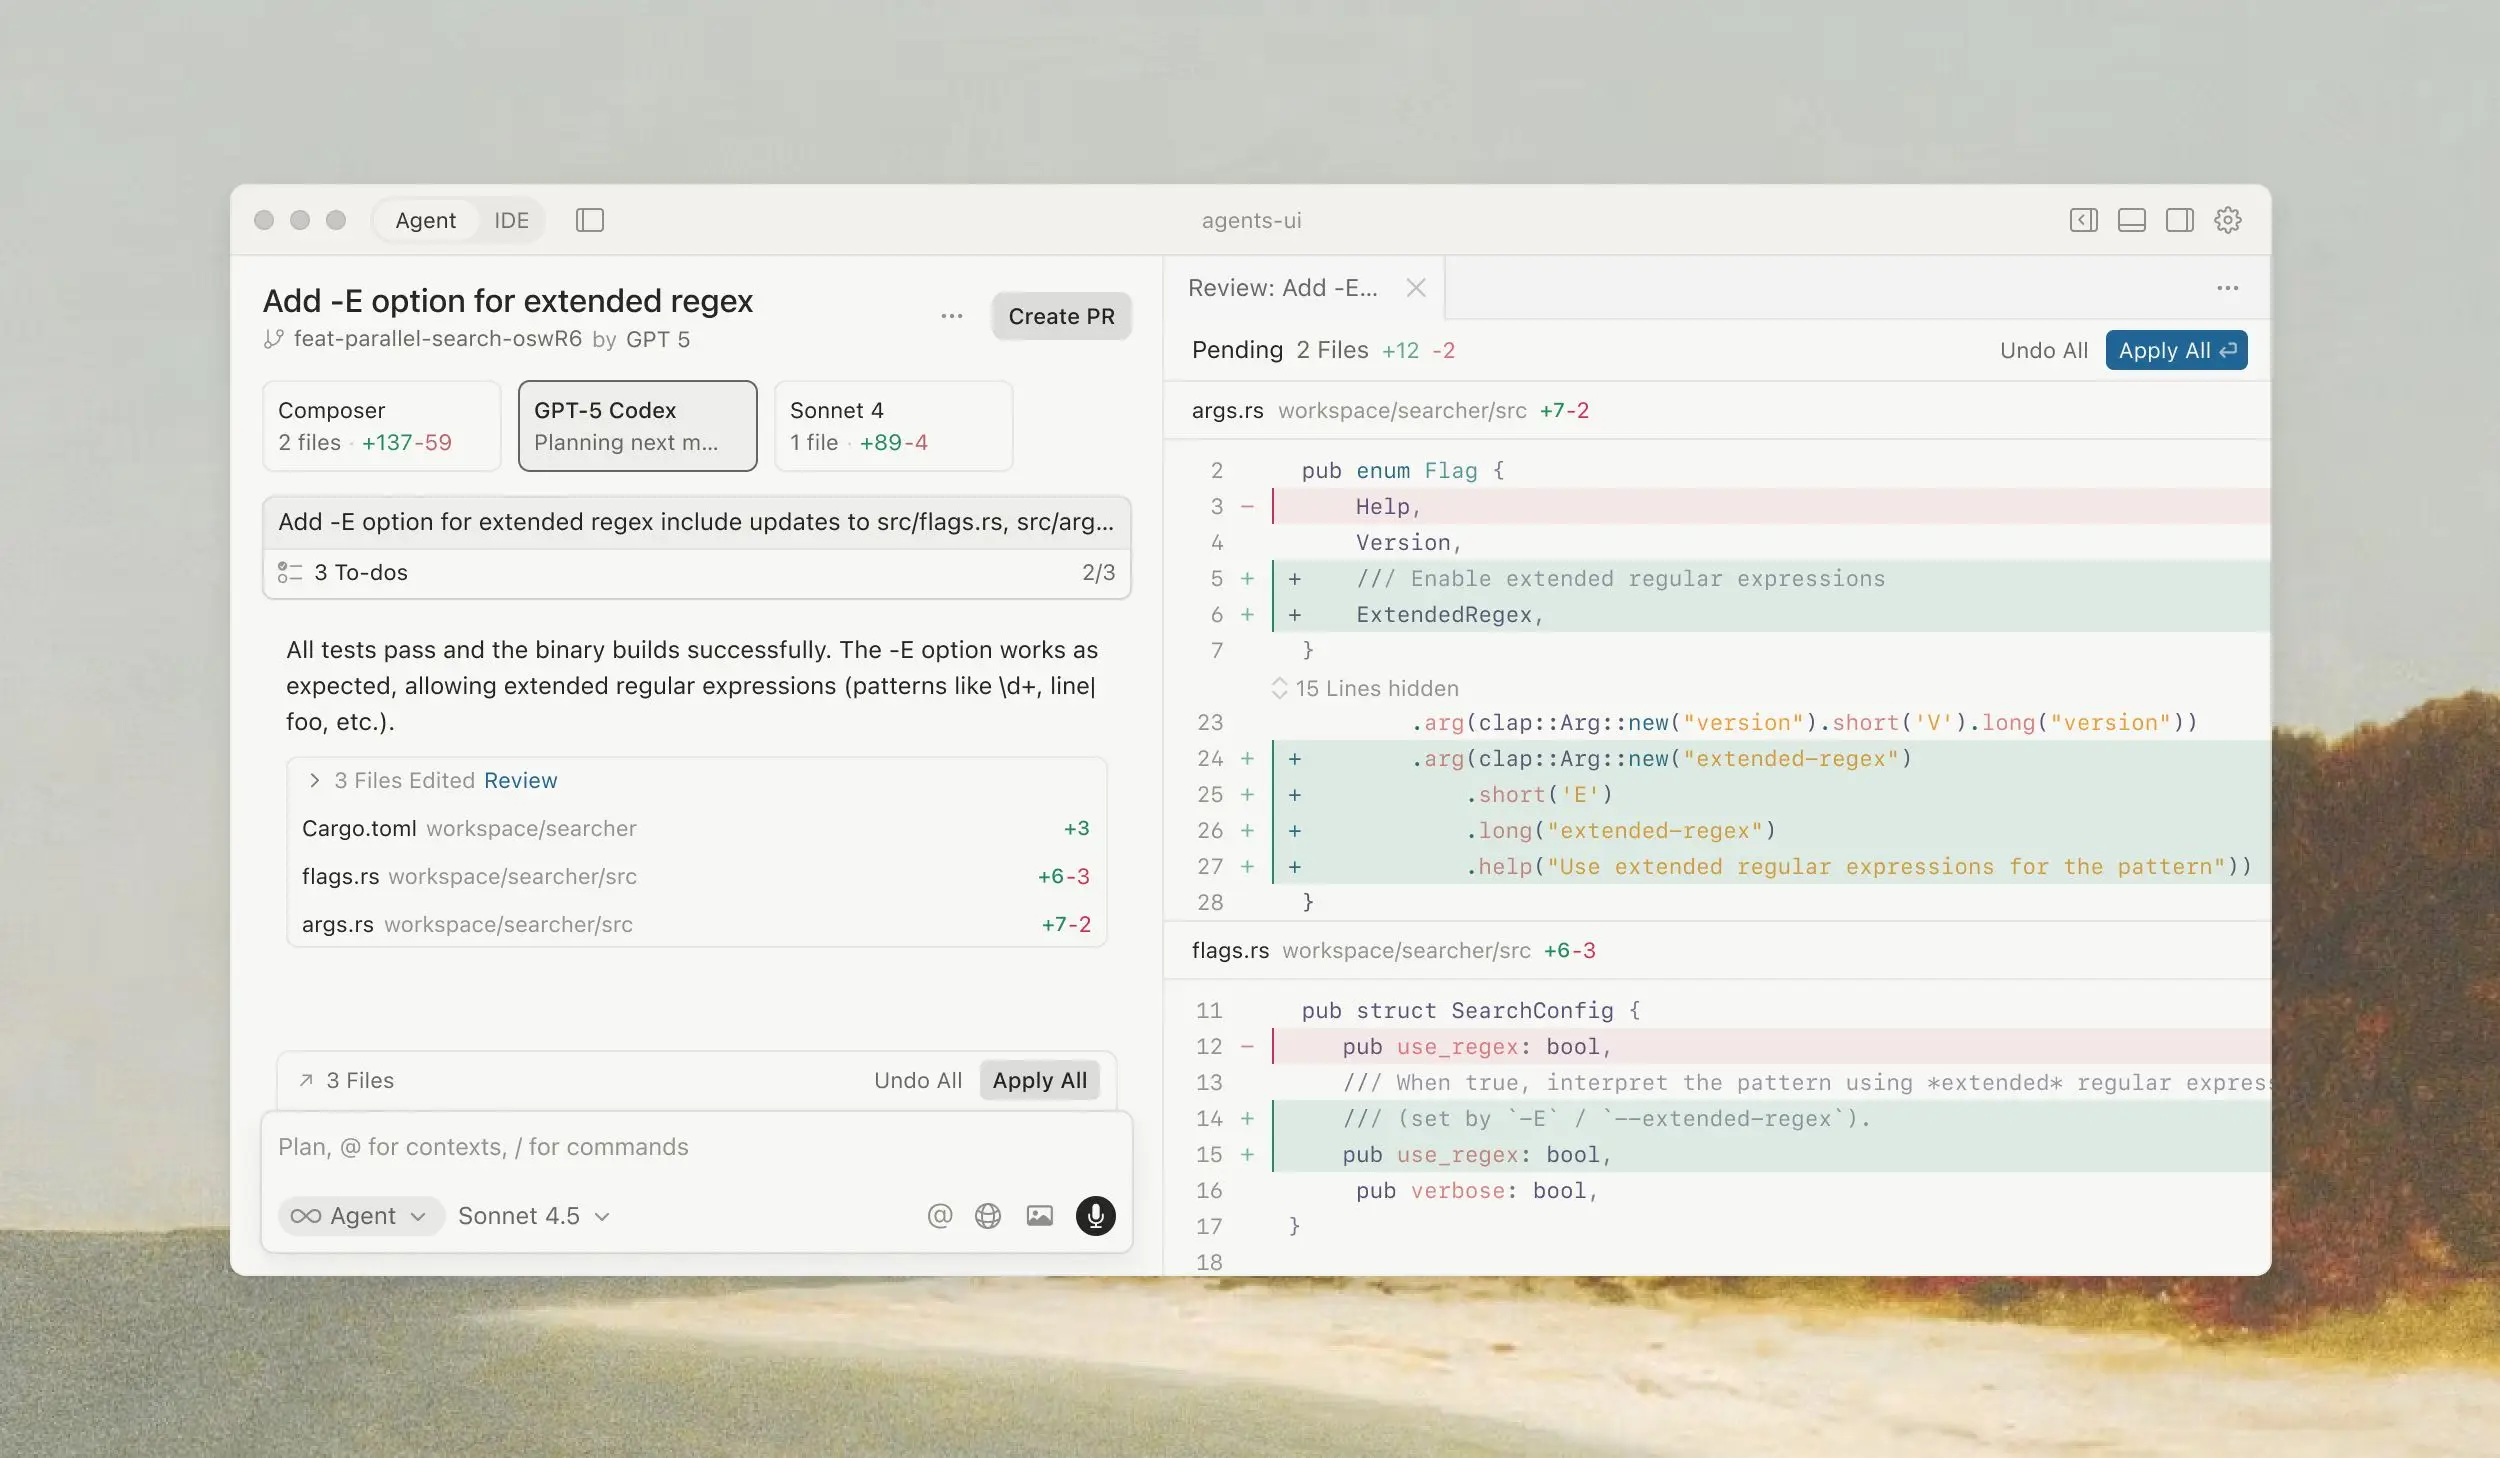 Agent IDE
agents-ui
Add -E option for extended regex
feat-parallel-search-oswR6 by GPT 5
... Create PR
Composer
2 files · +137-59
GPT-5 Codex
Planning next m...
Sonnet 4
1 file · +89-4
Add -E option for extended regex include updates to src/flags.rs, src/arg...
3 To-dos 2/3
All tests pass and the binary builds successfully. The -E option works as
expected, allowing extended regular expressions (patterns like \d+, line|
foo, etc.).
3 Files Edited Review
Cargo.toml workspace/searcher +3
flags.rs workspace/searcher/src +6-3
args.rs workspace/searcher/src +7-2
3 Files Undo All Apply All
Plan, @ for contexts, / for commands
Agent Sonnet 4.5 @
Review: Add -E... ...
Pending 2 Files +12 -2 Undo All Apply All
args.rs workspace/searcher/src +7-2
2 pub enum Flag {
3 - Help,
4 Version,
5 + + /// Enable extended regular expressions
6 + + ExtendedRegex,
7 }
15 Lines hidden
23 .arg(clap::Arg::new("version").short('V').long("version"))
24 + + .arg(clap::Arg::new("extended-regex")
25 + + .short('E')
26 + + .long("extended-regex")
27 + + .help("Use extended regular expressions for the pattern"))
28 }
flags.rs workspace/searcher/src +6-3
11 pub struct SearchConfig {
12 - pub use_regex: bool,
13 /// When true, interpret the pattern using *extended* regular express
14 + /// (set by `-E` / `--extended-regex`).
15 + pub use_regex: bool,
16 pub verbose: bool,
17 }
18